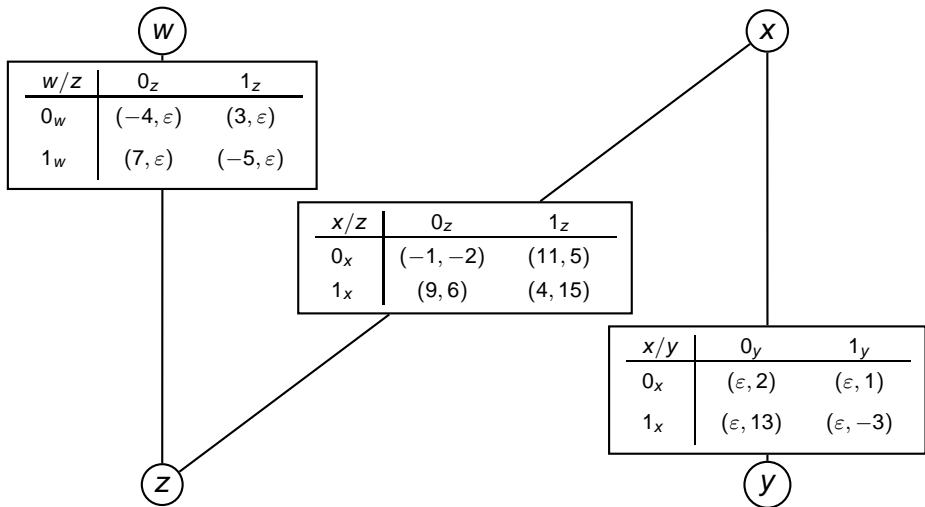 w
x
w/z 0z 1z
0w (−4, ε) (3, ε)
1w (7, ε) (−5, ε)
x/z 0z 1z
0x (−1, −2) (11, 5)
1x (9, 6) (4, 15)
x/y 0y 1y
0x (ε, 2) (ε, 1)
1x (ε, 13) (ε, −3)
z
y